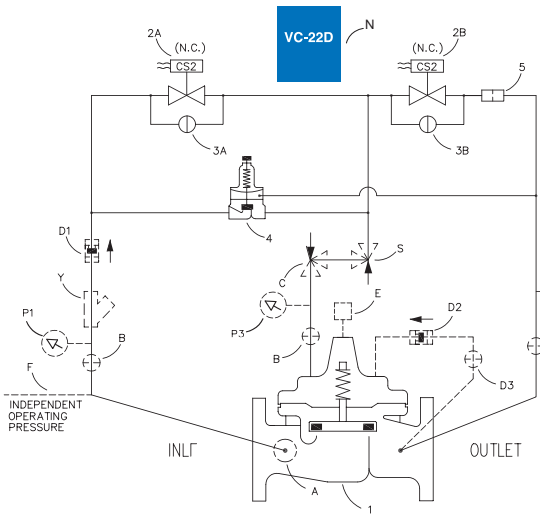 2A
(N.C.)
CS2
VC-22D
N
2B
(N.C.)
CS2
5
3A
3B
4
D1
Y
P1
B
F
INDEPENDENT
OPERATING
PRESSURE
C
S
E
P3
B
D2
D3
INLΓ
OUTLET
A
1